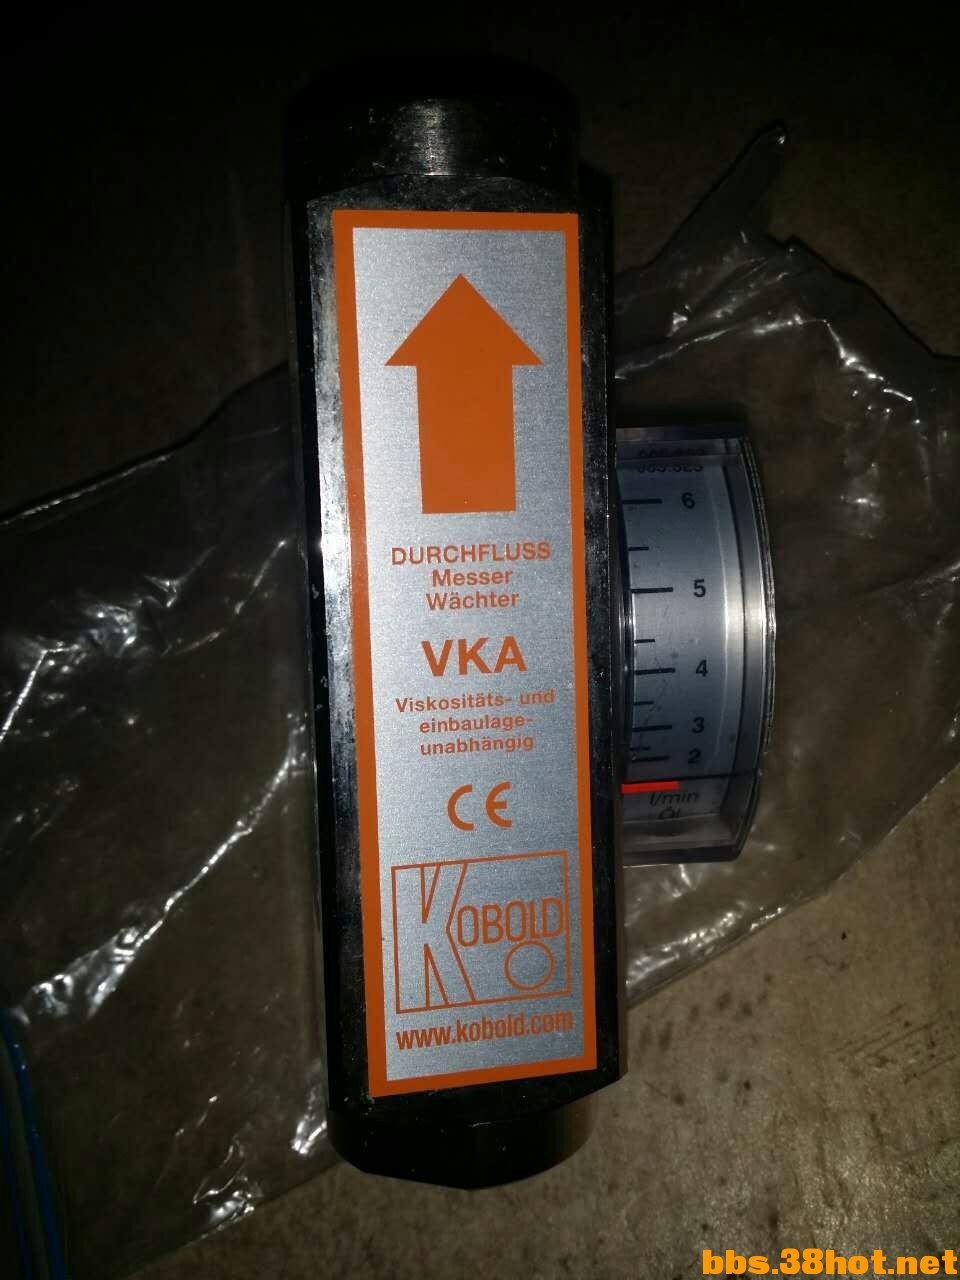 DURCHFLUSS
Messer
Wächter
VKA
Viskositäts- und
einbaulage-
unabhängig
CE
KOBOLD
www.kobold.com
6
5
4
3
2
l/min
Öl
bbs.38hot.net